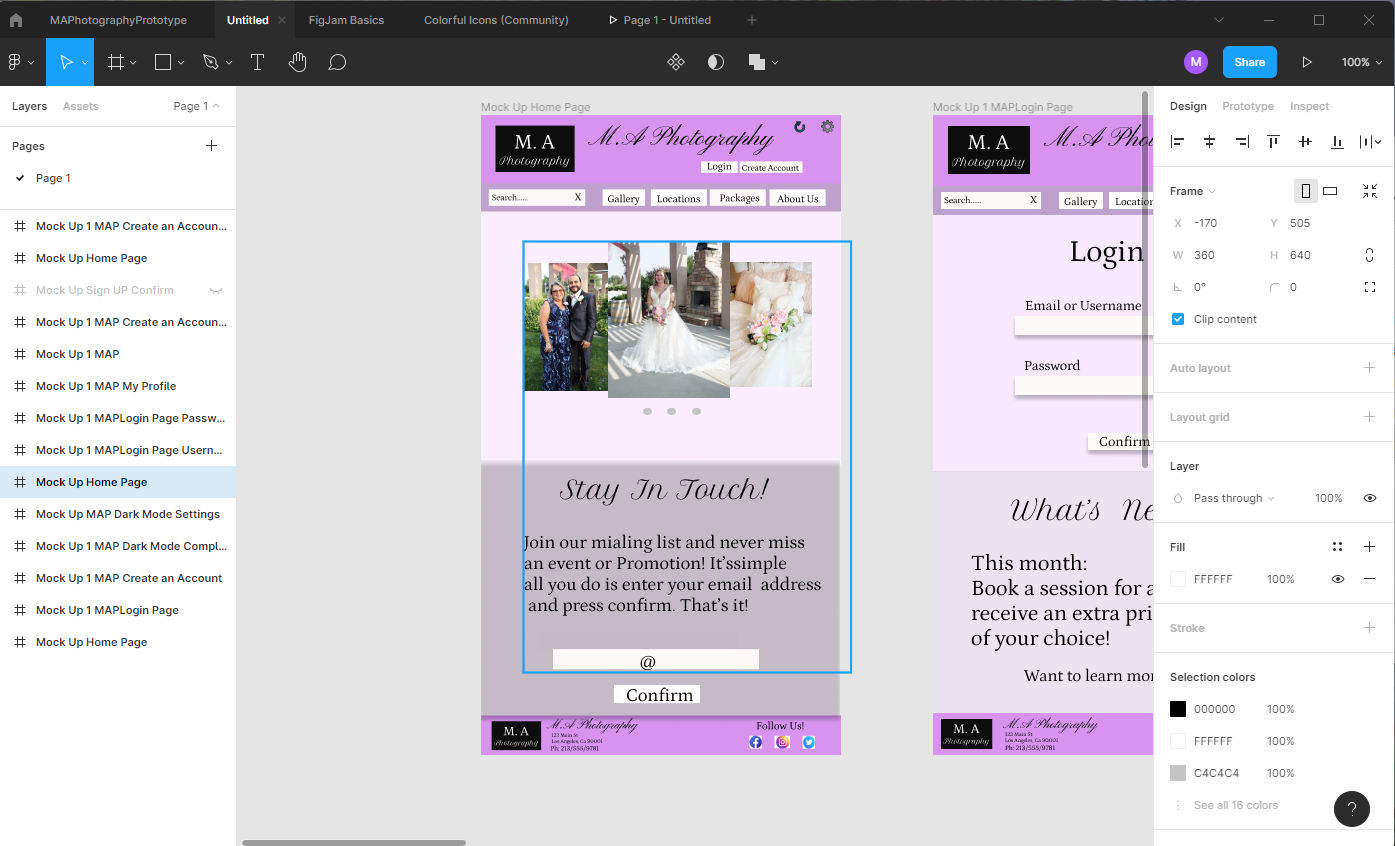 MAPhotographyPrototype
Untitled
FigJam Basics
Colorful Icons (Community)
Page 1 - Untitled
M
Share
100%
Layers
Assets
Page 1
Pages
Page 1
Mock Up 1 MAP Create an Accoun...
Mock Up Home Page
Mock Up Sign UP Confirm
Mock Up 1 MAP Create an Accoun...
Mock Up 1 MAP
Mock Up 1 MAP My Profile
Mock Up 1 MAPLogin Page Passw...
Mock Up 1 MAPLogin Page Usern...
Mock Up Home Page
Mock Up MAP Dark Mode Settings
Mock Up 1 MAP Dark Mode Compl...
Mock Up 1 MAP Create an Account
Mock Up 1 MAPLogin Page
Mock Up Home Page
Mock Up Home Page
M. A
Photography
M.A Photography
Login
Create Account
Search.....
X
Gallery
Locations
Packages
About Us
Stay In Touch!
Join our mialing list and never miss
an event or Promotion! It’ssimple
all you do is enter your email address
and press confirm. That’s it!
@
Confirm
M. A
Photography
M.A Photography
123 Main St
Los Angeles, Ca 90001
Ph: 213/555/9781
Follow Us!
Mock Up 1 MAPLogin Page
M. A
Photography
M.A Pho
Search.....
X
Gallery
Location
Login
Email or Username
Password
Confirm
What’s Ne
This month:
Book a session for a
receive an extra pri
of your choice!
Want to learn mor
M. A
Photography
M.A Photography
123 Main St
Los Angeles, Ca 90001
Ph: 213/555/9781
Design
Prototype
Inspect
Frame
X -170
Y 505
W 360
H 640
0°
0
Clip content
Auto layout
Layout grid
Layer
Pass through
100%
Fill
FFFFFF 100%
Stroke
Selection colors
000000 100%
FFFFFF 100%
C4C4C4 100%
See all 16 colors
?